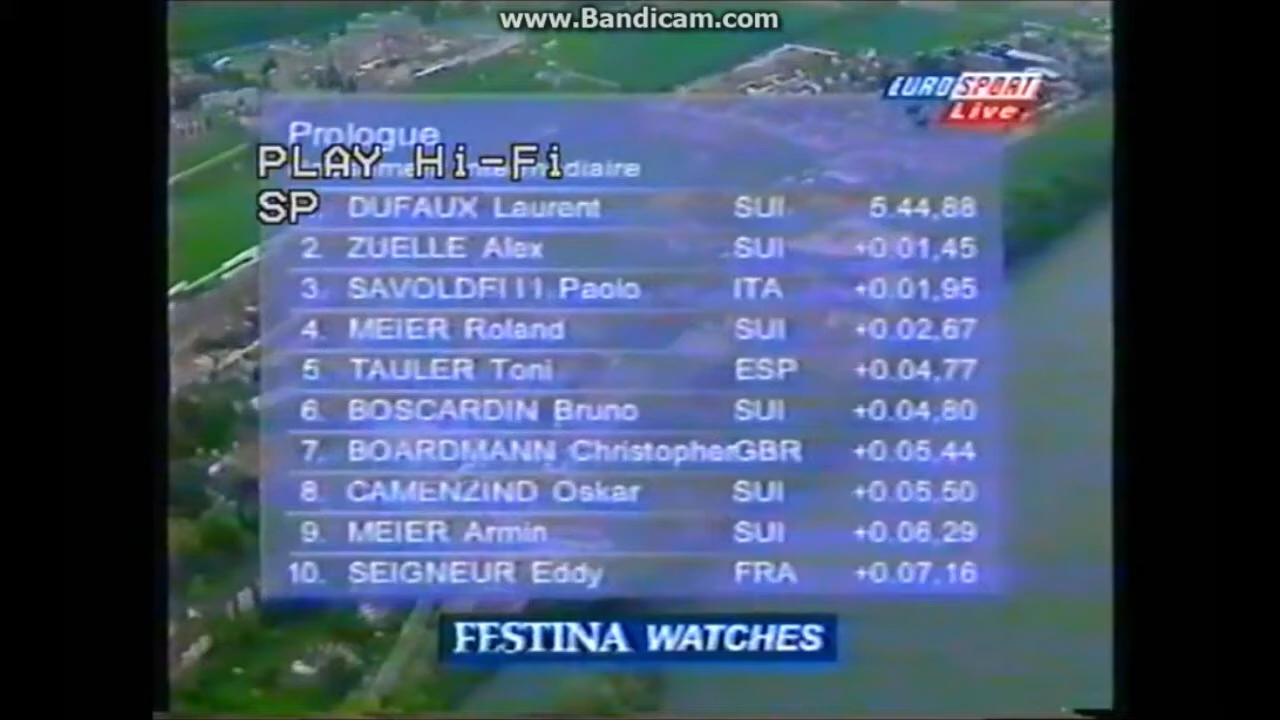 www.Bandicam.com
EUROSPORT
Live
Prologue
PLAY Hi-Fi
SP
DUFAUX Laurent SUI 5.44,88
2. ZUELLE Alex SUI +0.01,45
3. SAVOLDELLI Paolo ITA +0.01,95
4. MEIER Roland SUI +0.02,67
5. TAULER Toni ESP +0.04,77
6. BOSCARDIN Bruno SUI +0.04,80
7. BOARDMANN Christopher GBR +0.05,44
8. CAMENZIND Oskar SUI +0.05,50
9. MEIER Armin SUI +0.06,29
10. SEIGNEUR Eddy FRA +0.07,16
FESTINA WATCHES